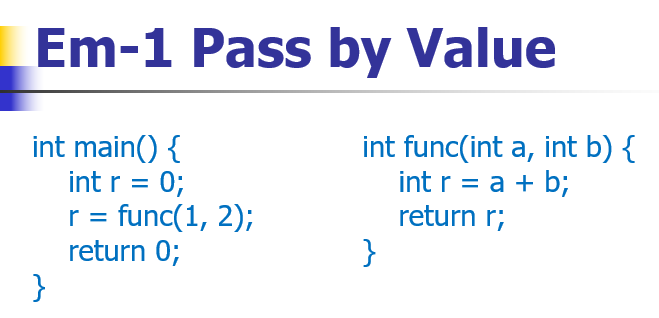 Em-1 Pass by Value
int main() {
int r = 0;
r = func(1, 2);
return 0;
}
int func(int a, int b) {
int r = a + b;
return r;
}